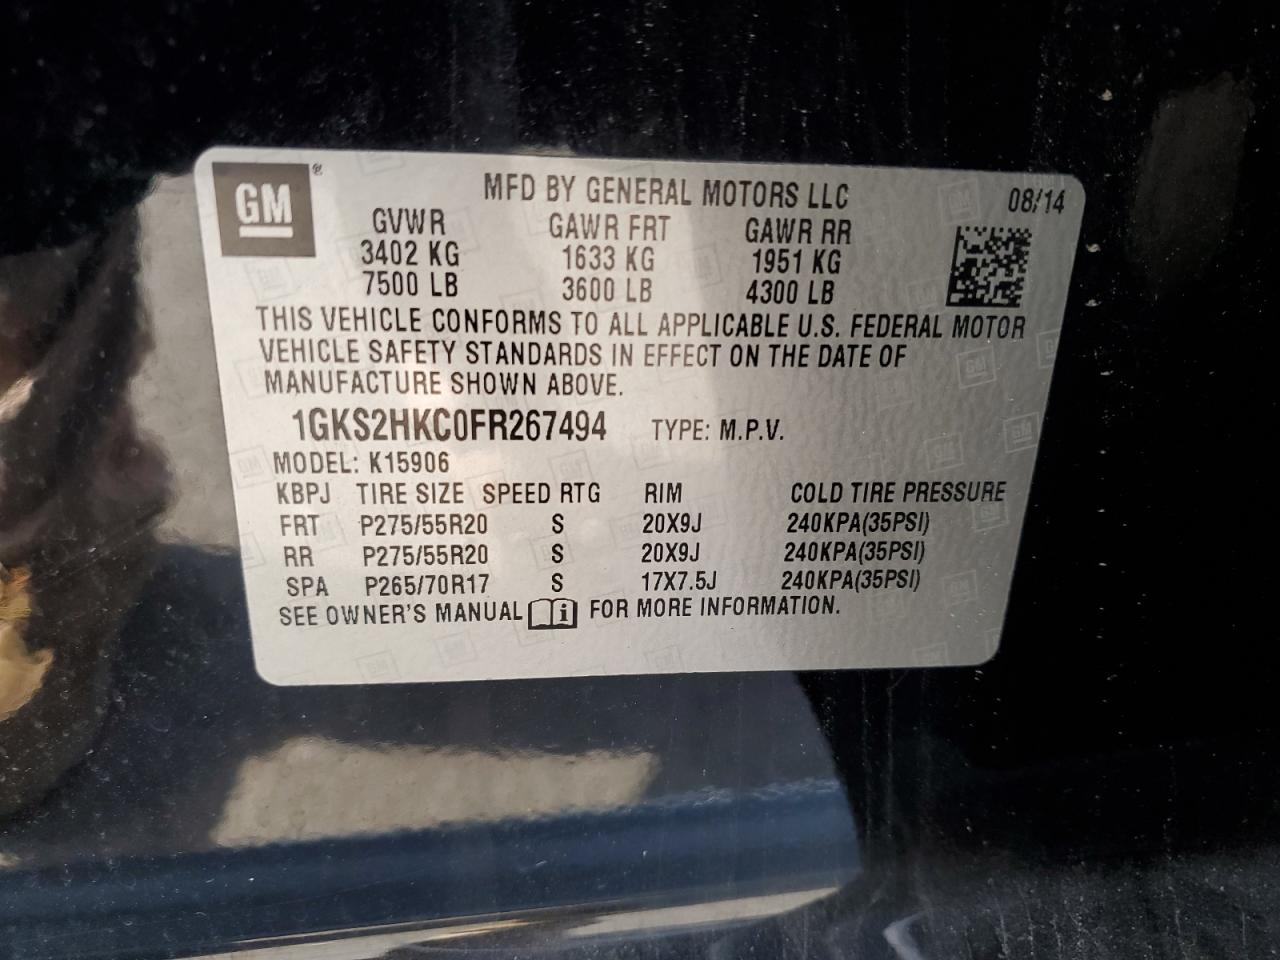 GM ®
MFD BY GENERAL MOTORS LLC 08/14
GVWR GAWR FRT GAWR RR
3402 KG 1633 KG 1951 KG
7500 LB 3600 LB 4300 LB
THIS VEHICLE CONFORMS TO ALL APPLICABLE U.S. FEDERAL MOTOR
VEHICLE SAFETY STANDARDS IN EFFECT ON THE DATE OF
MANUFACTURE SHOWN ABOVE.
1GKS2HKC0FR267494 TYPE: M.P.V.
MODEL: K15906
KBPJ TIRE SIZE SPEED RTG RIM COLD TIRE PRESSURE
FRT P275/55R20 S 20X9J 240KPA(35PSI)
RR P275/55R20 S 20X9J 240KPA(35PSI)
SPA P265/70R17 S 17X7.5J 240KPA(35PSI)
SEE OWNER'S MANUAL i FOR MORE INFORMATION.